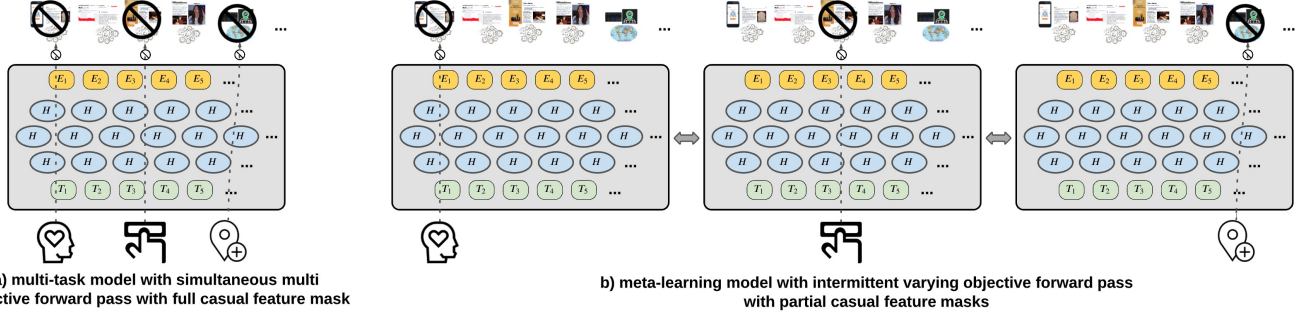 ...
...
...
...
E1 E2 E3 E4 E5 ...
H H H H H ...
H H H H H H ...
H H H H H ...
T1 T2 T3 T4 T5 ...
E1 E2 E3 E4 E5 ...
H H H H H ...
H H H H H H ...
H H H H H ...
T1 T2 T3 T4 T5 ...
E1 E2 E3 E4 E5 ...
H H H H H ...
H H H H H H ...
H H H H H ...
T1 T2 T3 T4 T5 ...
E1 E2 E3 E4 E5 ...
H H H H H ...
H H H H H H ...
H H H H H ...
T1 T2 T3 T4 T5 ...
) multi-task model with simultaneous multi
ctive forward pass with full casual feature mask
b) meta-learning model with intermittent varying objective forward pass
with partial casual feature masks